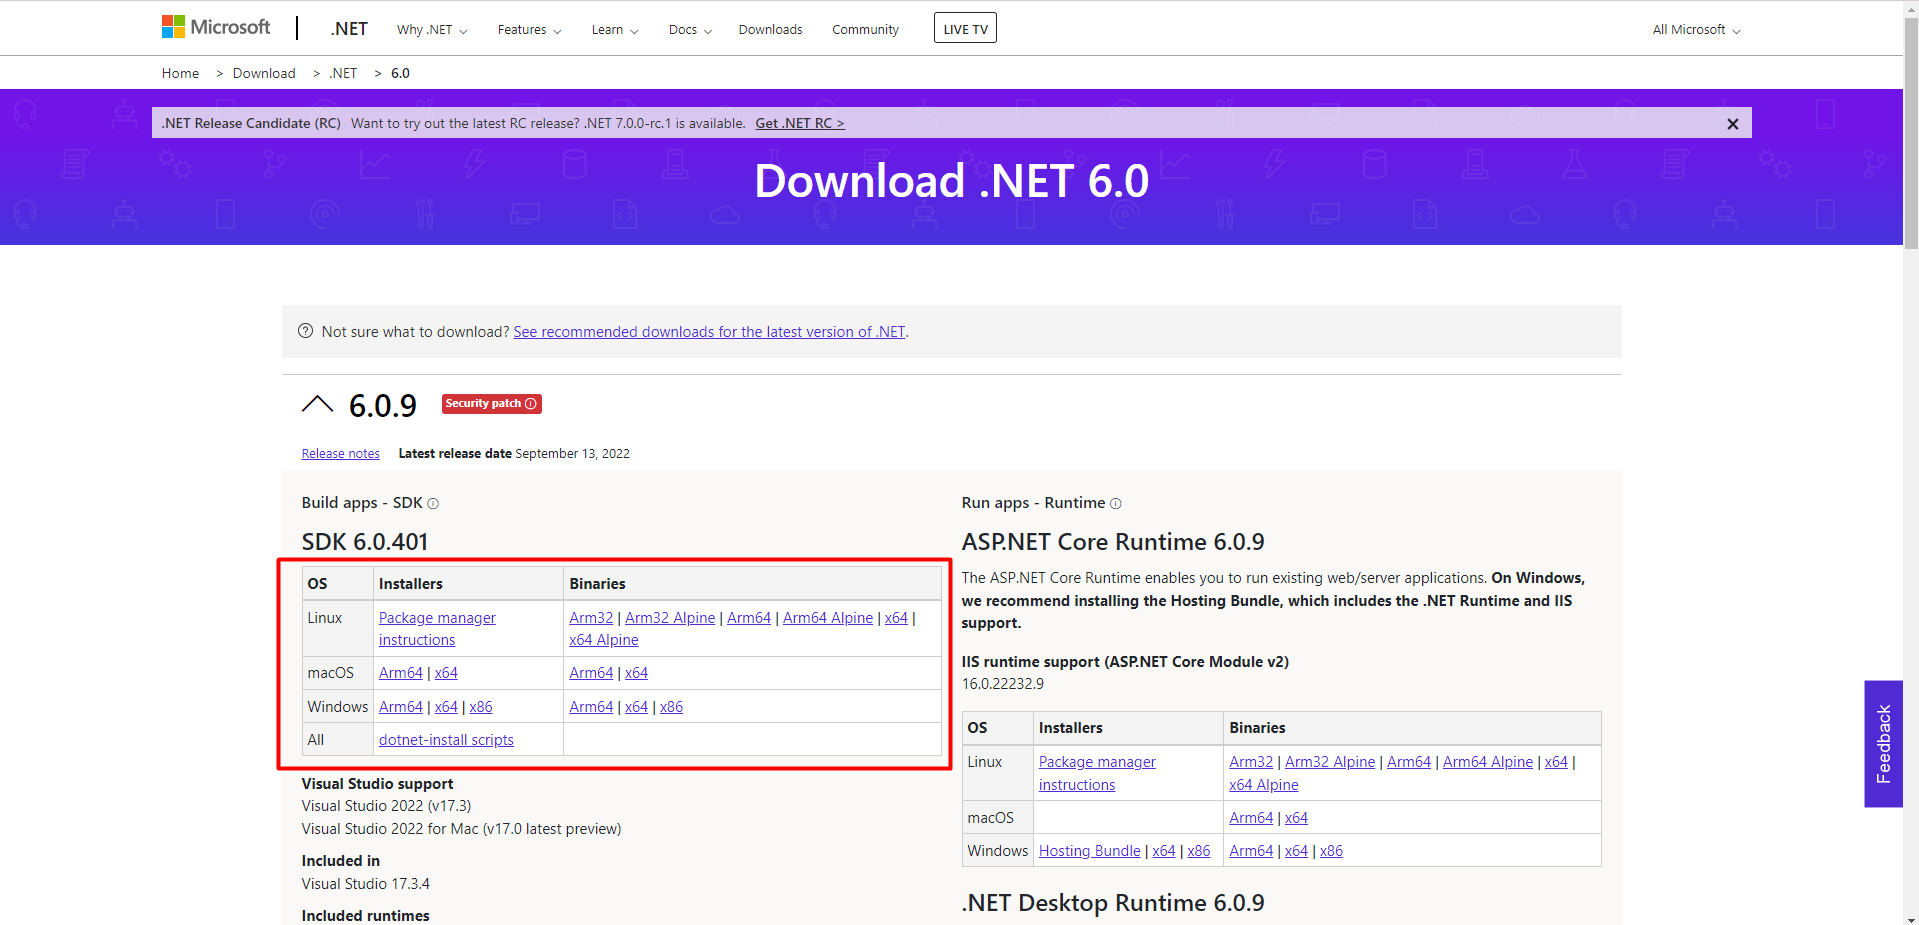 Microsoft .NET Why .NET Features Learn Docs Downloads Community LIVE TV All Microsoft
Home > Download > .NET > 6.0
.NET Release Candidate (RC) Want to try out the latest RC release? .NET 7.0.0-rc.1 is available. Get .NET RC >
Download .NET 6.0
Not sure what to download? See recommended downloads for the latest version of .NET.
6.0.9 Security patch
Release notes Latest release date September 13, 2022
Build apps - SDK
SDK 6.0.401
OS Installers Binaries
Linux Package manager instructions Arm32 | Arm32 Alpine | Arm64 | Arm64 Alpine | x64 |
x64 Alpine
macOS Arm64 | x64 Arm64 | x64
Windows Arm64 | x64 | x86 Arm64 | x64 | x86
All dotnet-install scripts
Visual Studio support
Visual Studio 2022 (v17.3)
Visual Studio 2022 for Mac (v17.0 latest preview)
Included in
Visual Studio 17.3.4
Included runtimes
Run apps - Runtime
ASP.NET Core Runtime 6.0.9
The ASP.NET Core Runtime enables you to run existing web/server applications. On Windows,
we recommend installing the Hosting Bundle, which includes the .NET Runtime and IIS
support.
IIS runtime support (ASP.NET Core Module v2)
16.0.22232.9
OS Installers Binaries
Linux Package manager instructions Arm32 | Arm32 Alpine | Arm64 | Arm64 Alpine | x64 |
x64 Alpine
macOS Arm64 | x64
Windows Hosting Bundle | x64 | x86 Arm64 | x64 | x86
.NET Desktop Runtime 6.0.9
Feedback